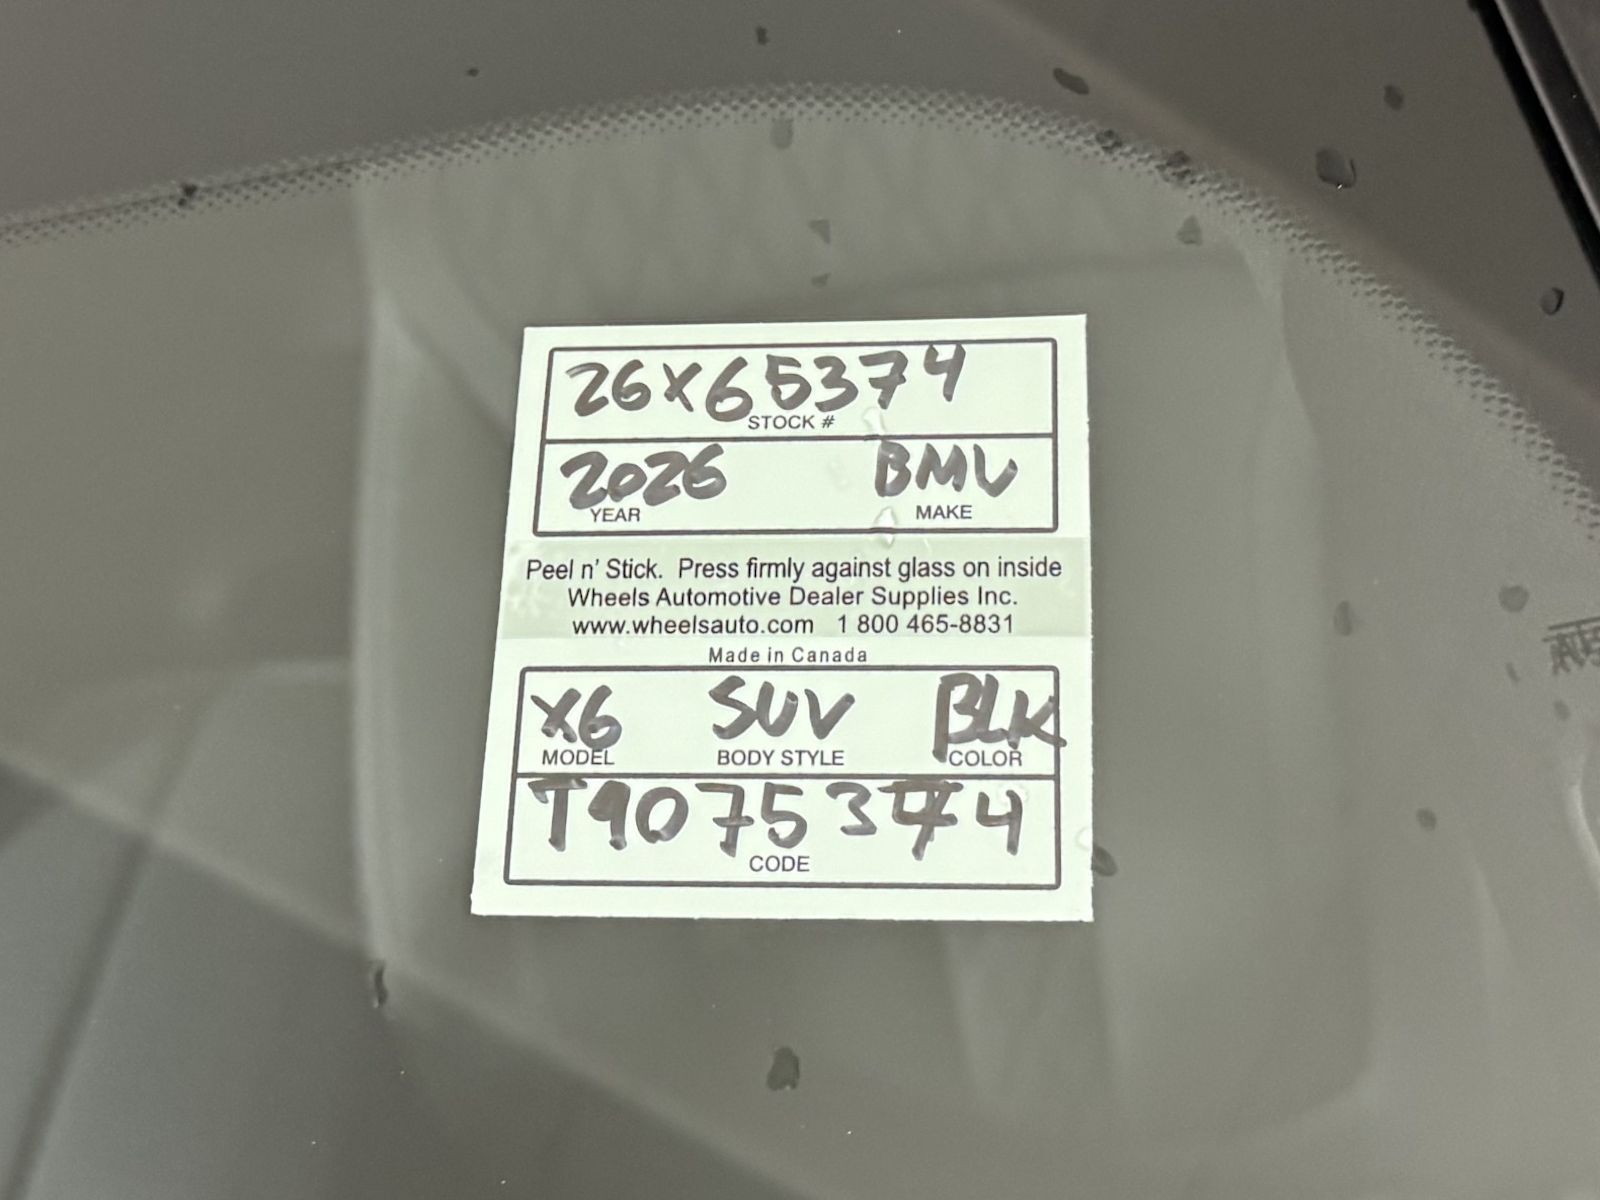 26X65374
STOCK #
2026 BMW
YEAR MAKE
Peel n' Stick. Press firmly against glass on inside
Wheels Automotive Dealer Supplies Inc.
www.wheelsauto.com 1 800 465-8831
Made in Canada
X6 SUV BLK
MODEL BODY STYLE COLOR
T9075374
CODE